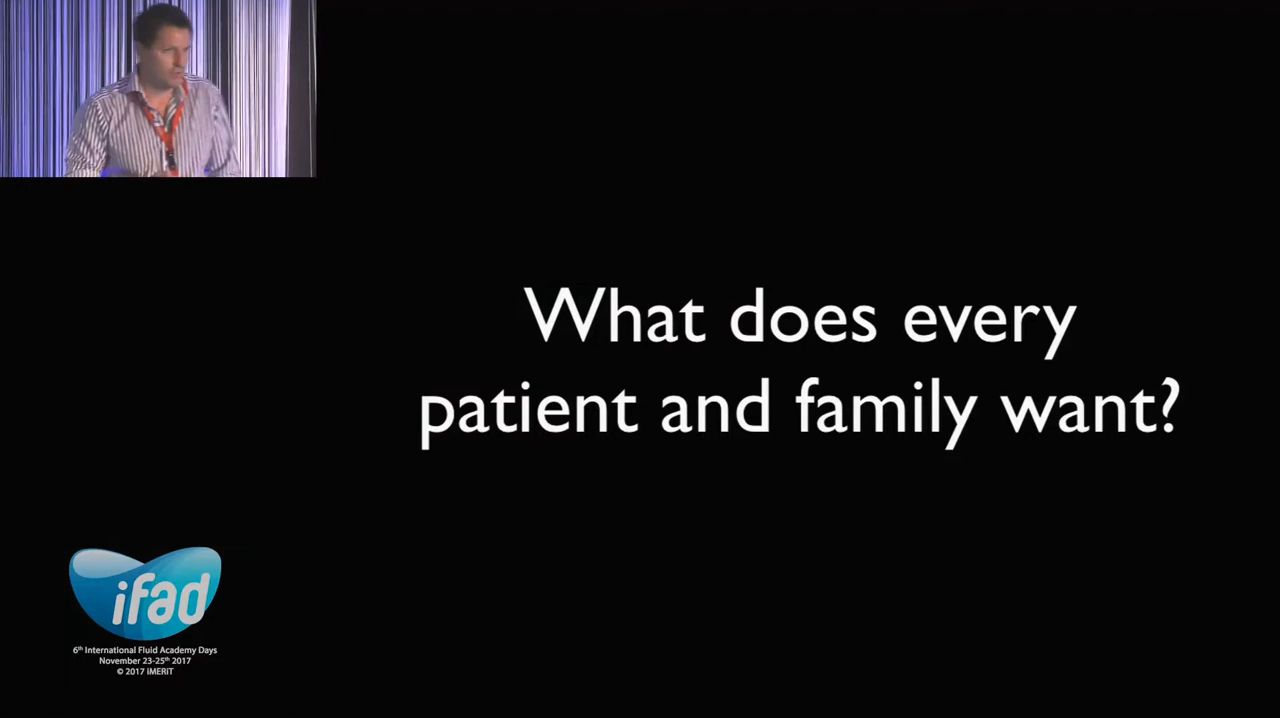 What does every
patient and family want?
ifad
6th International Fluid Academy Days
November 23-25th 2017
© 2017 iMERiT